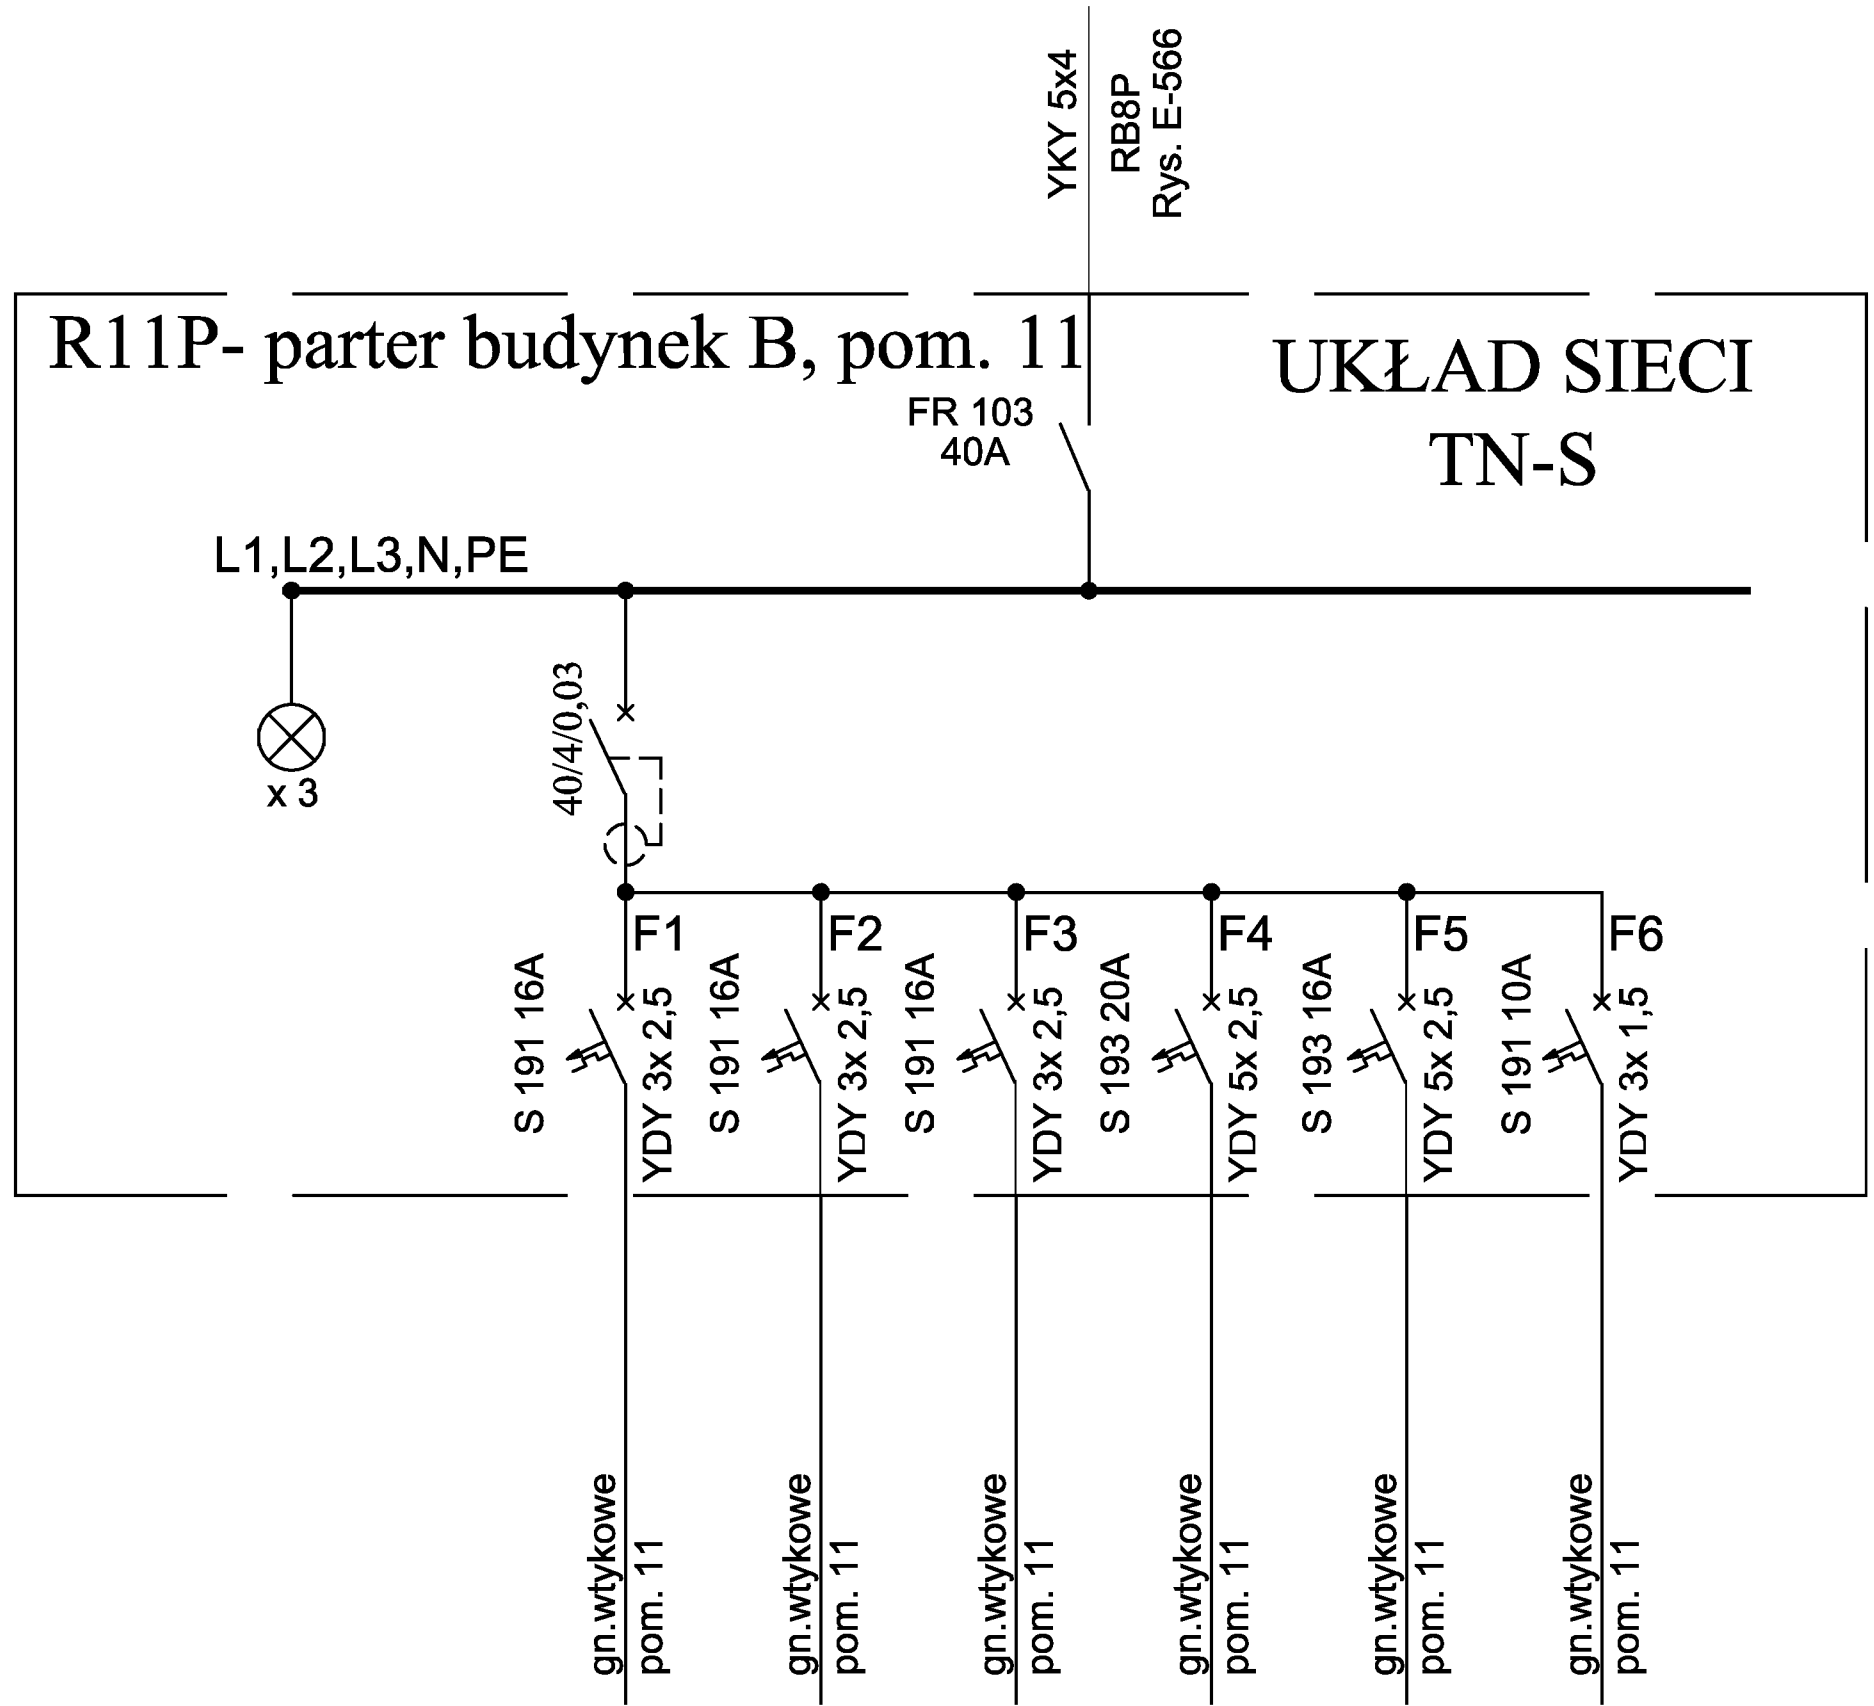 YKY 5x4
RB8P
Rys. E-566
R11P- parter budynek B, pom. 11
UKŁAD SIECI
TN-S
FR 103
40A
L1,L2,L3,N,PE
x 3
40/4/0,03
F1
S 191 16A
YDY 3x 2,5
F2
S 191 16A
YDY 3x 2,5
F3
S 191 16A
YDY 3x 2,5
F4
S 193 20A
YDY 5x 2,5
F5
S 193 16A
YDY 5x 2,5
F6
S 191 10A
YDY 3x 1,5
gn.wtykowe
pom. 11
gn.wtykowe
pom. 11
gn.wtykowe
pom. 11
gn.wtykowe
pom. 11
gn.wtykowe
pom. 11
gn.wtykowe
pom. 11